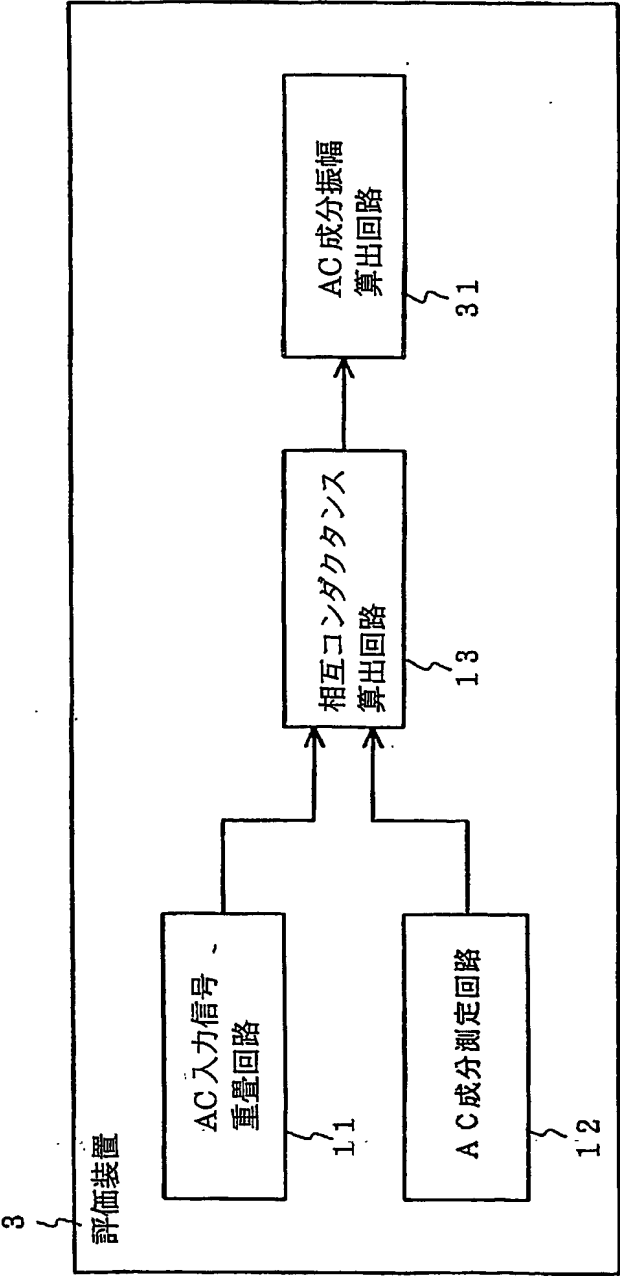 3
評価装置
AC入力信号
重畳回路
11
AC成分測定回路
12
相互コンダクタンス
算出回路
13
AC成分振幅
算出回路
31